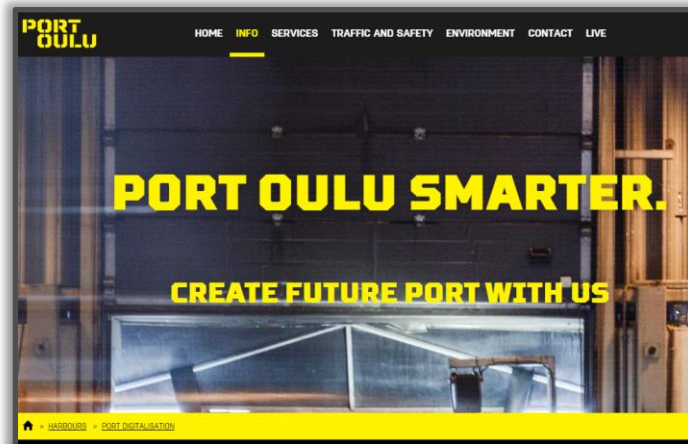 PORT
OULU
HOME INFO SERVICES TRAFFIC AND SAFETY ENVIRONMENT CONTACT LIVE
PORT OULU SMARTER.
CREATE FUTURE PORT WITH US
» HARBOURS » PORT DIGITALISATION